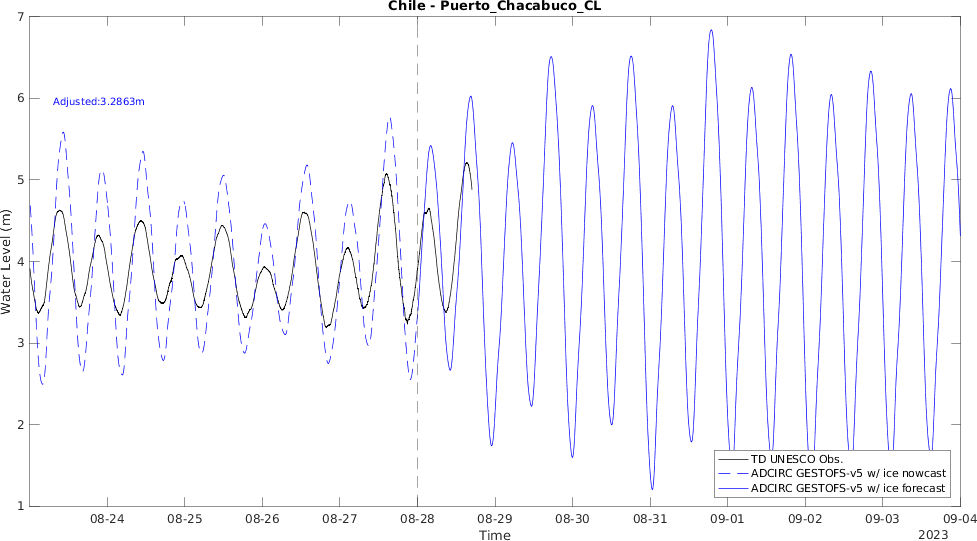 Chile - Puerto_Chacabuco_CL
7
6
5
4
3
2
1
Water Level (m)
Adjusted:3.2863m
TD UNESCO Obs.
ADCIRC GESTOFS-v5 w/ ice nowcast
ADCIRC GESTOFS-v5 w/ ice forecast
08-24 08-25 08-26 08-27 08-28 08-29 08-30 08-31 09-01 09-02 09-03 09-04
Time
2023